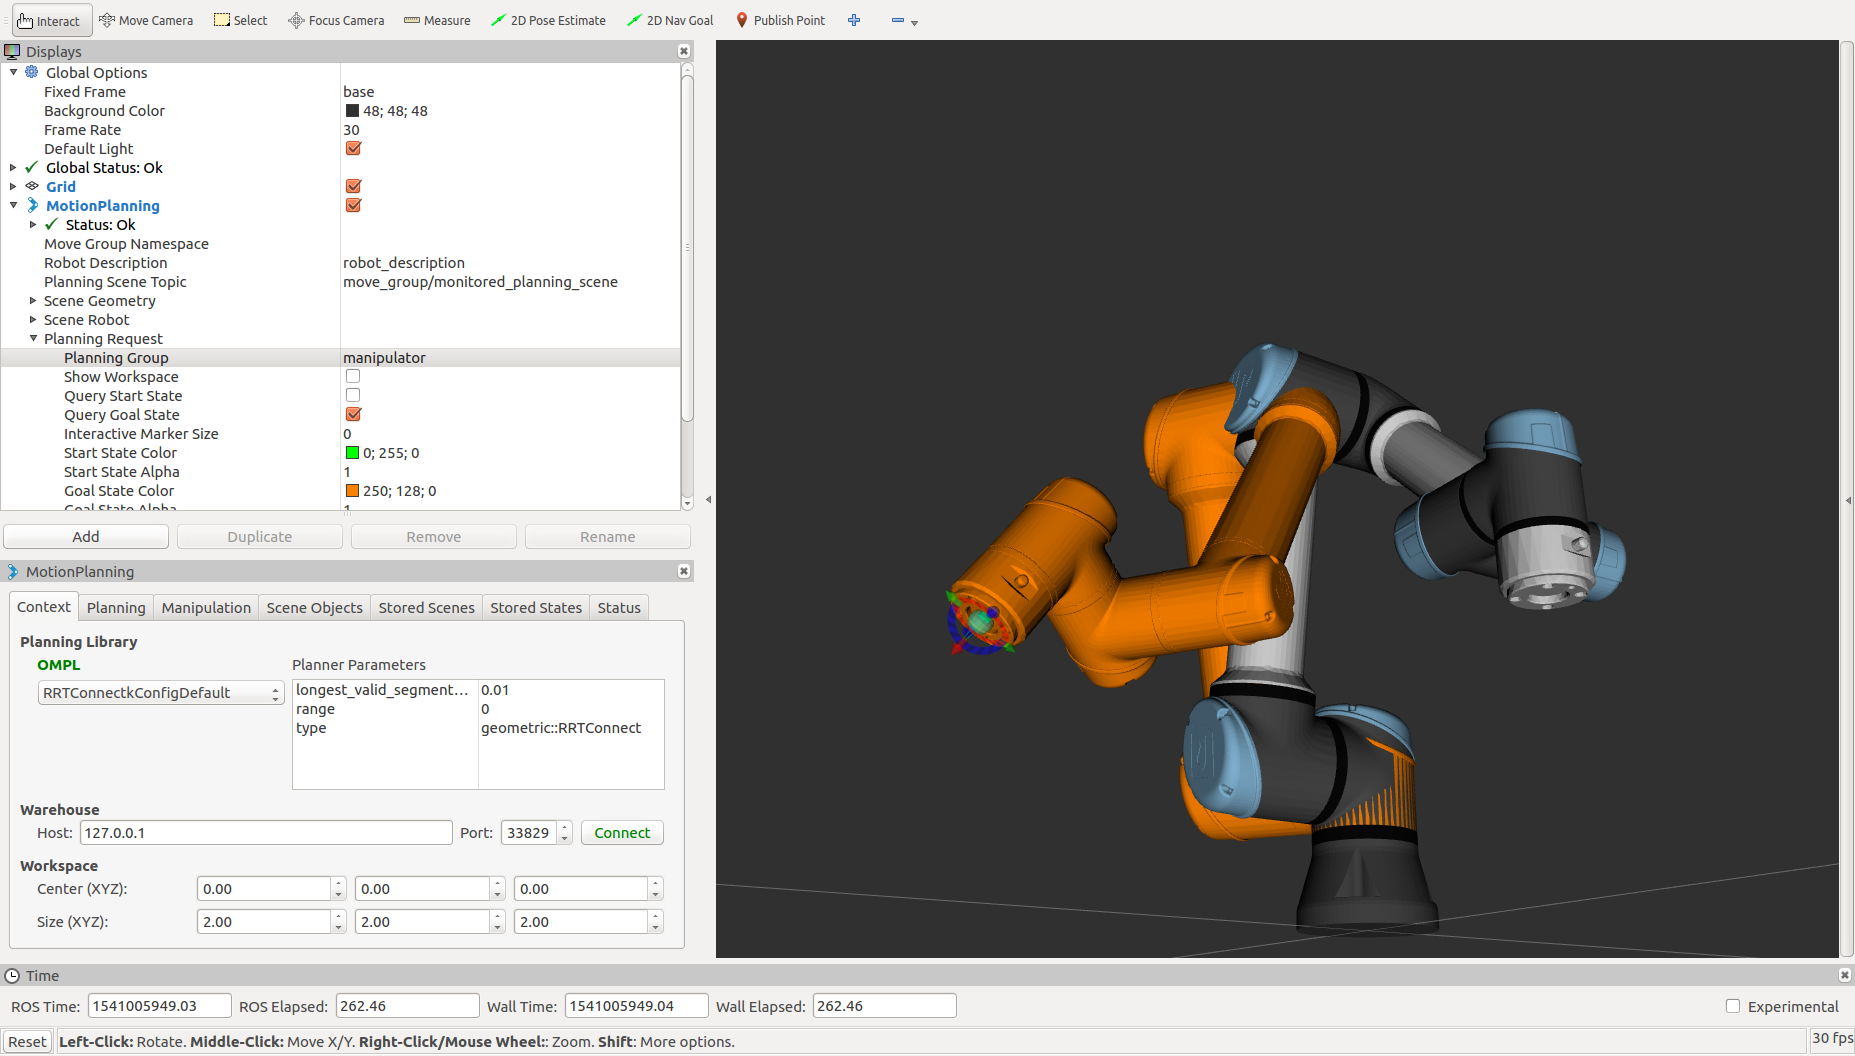 Interact Move Camera Select Focus Camera Measure 2D Pose Estimate 2D Nav Goal Publish Point
Displays
Global Options
Fixed Frame base
Background Color 48; 48; 48
Frame Rate 30
Default Light
Global Status: Ok
Grid
MotionPlanning
Status: Ok
Move Group Namespace
Robot Description robot_description
Planning Scene Topic move_group/monitored_planning_scene
Scene Geometry
Scene Robot
Planning Request
Planning Group manipulator
Show Workspace
Query Start State
Query Goal State
Interactive Marker Size 0
Start State Color 0; 255; 0
Start State Alpha 1
Goal State Color 250; 128; 0
Goal State Alpha 1
Add Duplicate Remove Rename
MotionPlanning
Context Planning Manipulation Scene Objects Stored Scenes Stored States Status
Planning Library
OMPL Planner Parameters
RRTConnectkConfigDefault
longest_valid_segment... 0.01
range 0
type geometric::RRTConnect
Warehouse
Host: 127.0.0.1 Port: 33829 Connect
Workspace
Center (XYZ): 0.00 0.00 0.00
Size (XYZ): 2.00 2.00 2.00
Time
ROS Time: 1541005949.03 ROS Elapsed: 262.46 Wall Time: 1541005949.04 Wall Elapsed: 262.46 Experimental
Reset Left-Click: Rotate. Middle-Click: Move X/Y. Right-Click/Mouse Wheel:: Zoom. Shift: More options. 30 fps